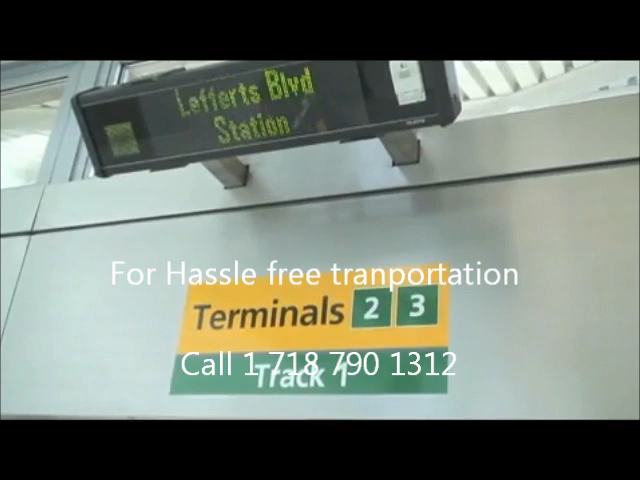 Lefferts Blvd
Station
For Hassle free tranportation
Terminals 2 3
Call 1 718 790 1312
Track 1